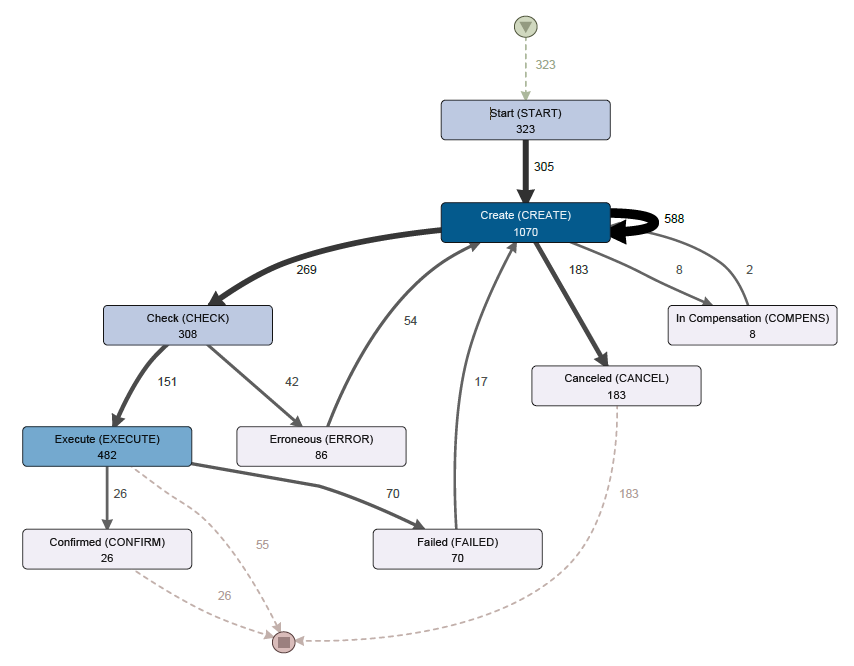 323
Start (START)
323
305
Create (CREATE)
1070
588
269
183
8
2
Check (CHECK)
308
54
In Compensation (COMPENS)
8
151
42
17
Canceled (CANCEL)
183
Execute (EXECUTE)
482
Erroneous (ERROR)
86
26
70
183
Confirmed (CONFIRM)
26
55
Failed (FAILED)
70
26